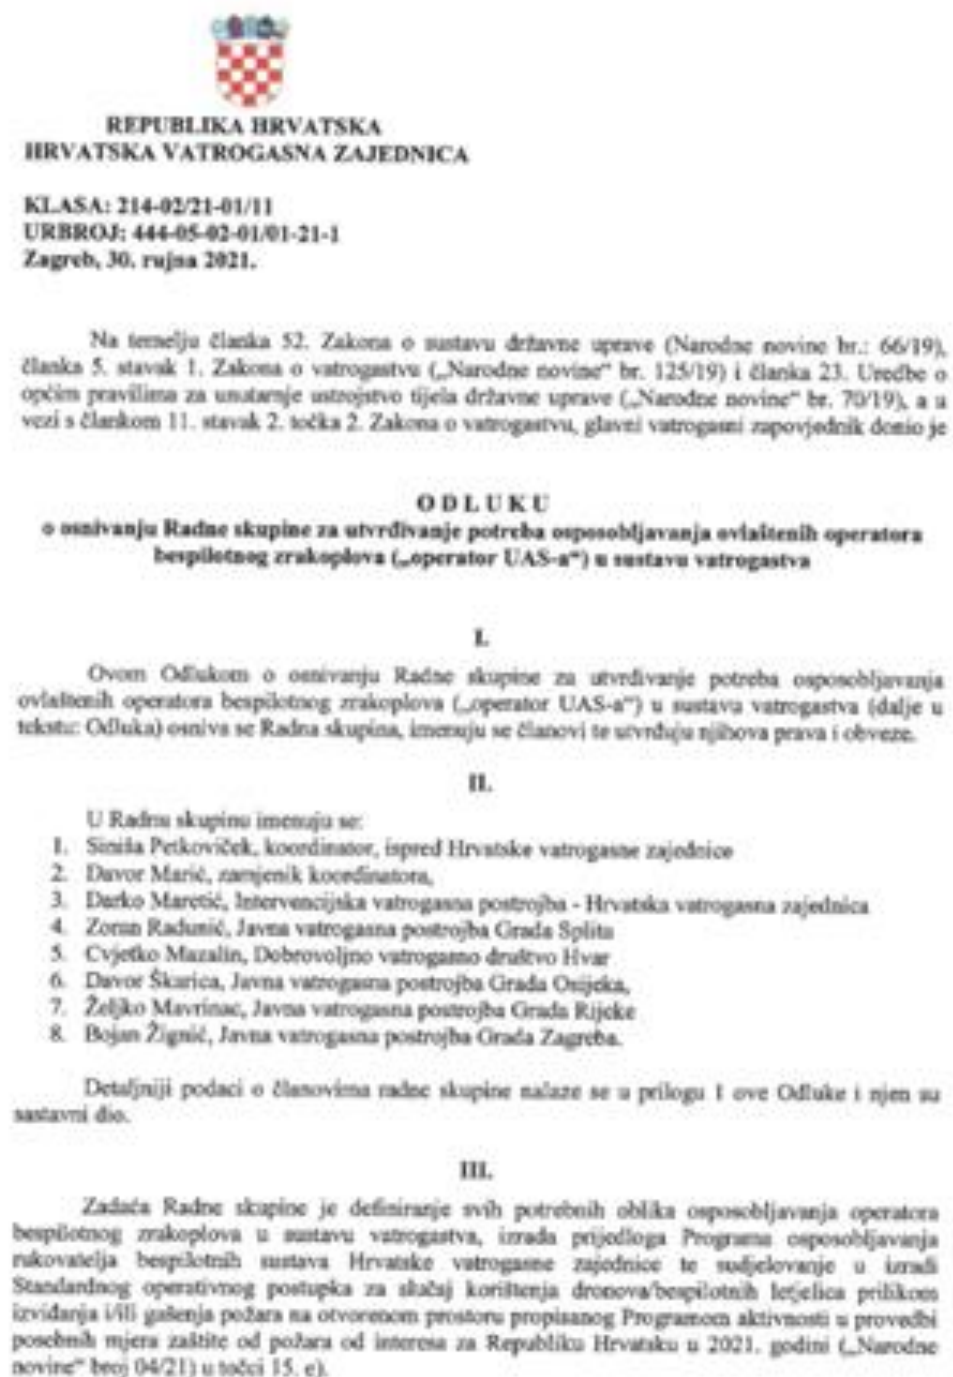 REPUBLIKA HRVATSKA
HRVATSKA VATROGASNA ZAJEDNICA
KLASA: 214-02/21-01/11
URBROJ: 444-05-02-01/01-21-1
Zagreb, 30. rujna 2021.
Na temelju članka 52. Zakona o sustavu državne uprave (Narodne novine br.: 66/19),
članka 5. stavak 1. Zakona o vatrogastvu („Narodne novine“ br. 125/19) i članka 23. Uredbe o
općim pravilima za unutarnje ustrojstvo tijela državne uprave („Narodne novine“ br. 70/19), a u
vezi s člankom 11. stavak 2. točka 2. Zakona o vatrogastvu, glavni vatrogasni zapovjednik donio je
O D L U K U
o osnivanju Radne skupine za utvrđivanje potreba osposobljavanja ovlaštenih operatora
bespilotnog zrakoplova („operator UAS-a“) u sustavu vatrogastva
I.
Ovom Odlukom o osnivanju Radne skupine za utvrđivanje potreba osposobljavanja
ovlaštenih operatora bespilotnog zrakoplova („operator UAS-a“) u sustavu vatrogastva (dalje u
tekstu: Odluka) osniva se Radna skupina, imenuju se članovi te utvrđuju njihova prava i obveze.
II.
U Radnu skupinu imenuju se:
1. Siniša Petkoviček, koordinator, ispred Hrvatske vatrogasne zajednice
2. Davor Marić, zamjenik koordinatora,
3. Darko Maretić, Intervencijska vatrogasna postrojba - Hrvatska vatrogasna zajednica
4. Zoran Radunić, Javna vatrogasna postrojba Grada Splita
5. Cvjetko Mazalin, Dobrovoljno vatrogasno društvo Hvar
6. Davor Škarica, Javna vatrogasna postrojba Grada Osijeka,
7. Željko Mavrinac, Javna vatrogasna postrojba Grada Rijeke
8. Bojan Žignić, Javna vatrogasna postrojba Grada Zagreba.
Detaljniji podaci o članovima radne skupine nalaze se u prilogu 1 ove Odluke i njen su
sastavni dio.
III.
Zadaća Radne skupine je definiranje svih potrebnih oblika osposobljavanja operatora
bespilotnog zrakoplova u sustavu vatrogastva, izrada prijedloga Programa osposobljavanja
rukovatelja bespilotnih sustava Hrvatske vatrogasne zajednice te sudjelovanje u izradi
Standardnog operativnog postupka za slučaj korištenja dronova/bespilotnih letjelica prilikom
izviđanja i/ili gašenja požara na otvorenom prostoru propisanog Programom aktivnosti u provedbi
posebnih mjera zaštite od požara od interesa za Republiku Hrvatsku u 2021. godini („Narodne
novine“ broj 04/21) u točci 15. e).